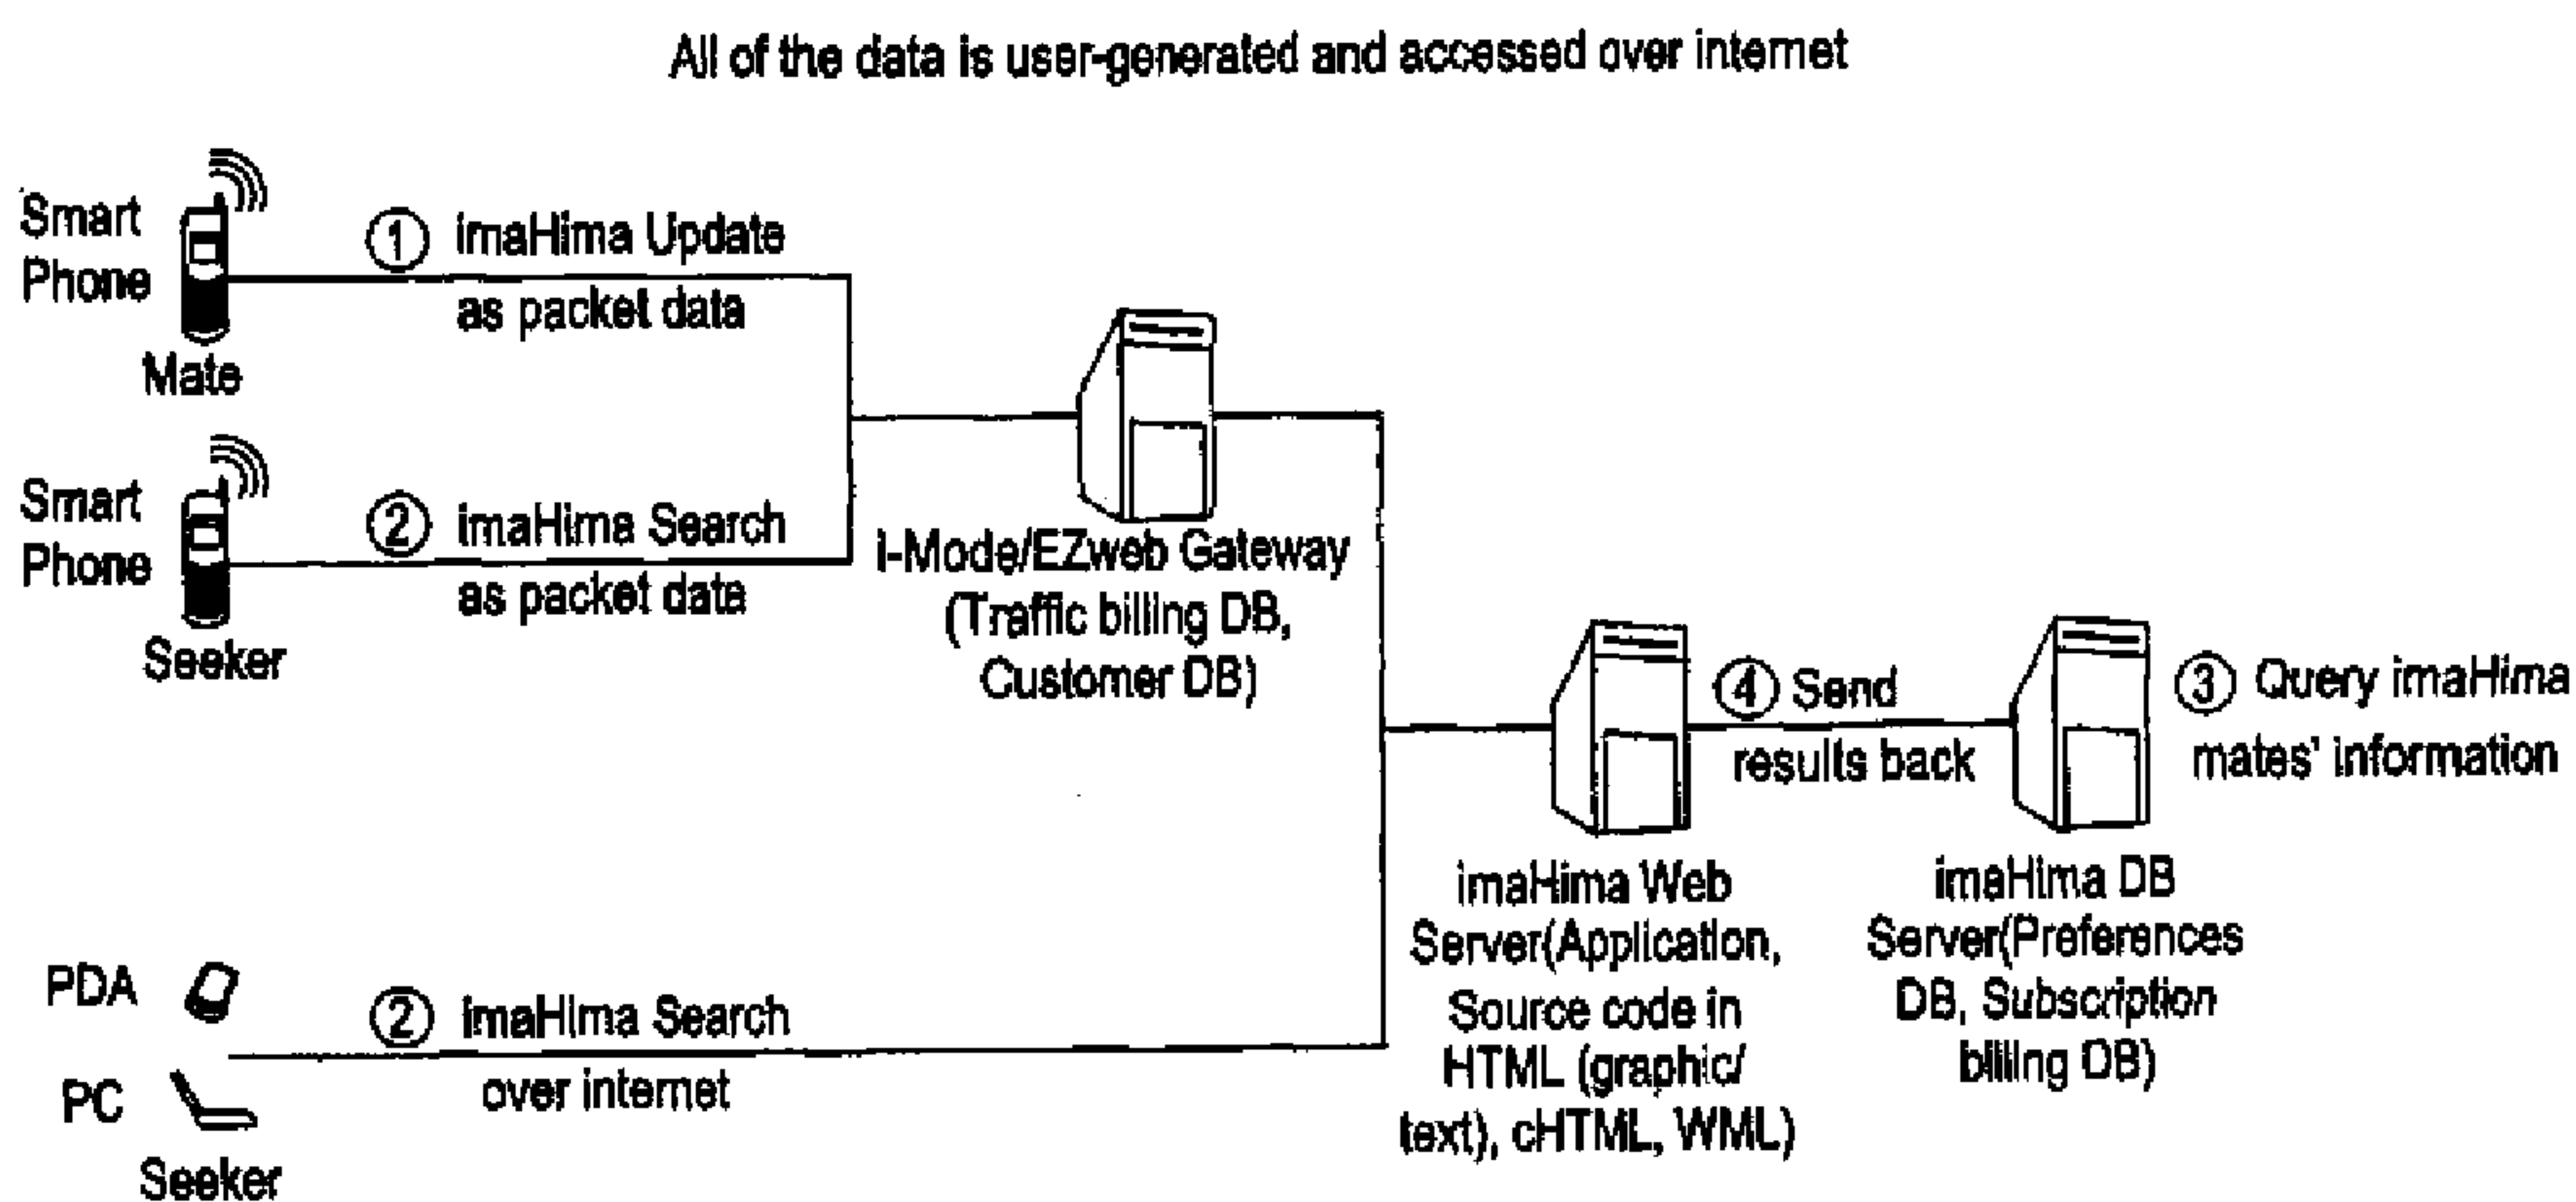 All of the data is user-generated and accessed over internet
Smart
Phone
Mate
① imaHima Update
as packet data
Smart
Phone
Seeker
② imaHima Search
as packet data
i-Mode/EZweb Gateway
(Traffic billing DB,
Customer DB)
PDA
PC
Seeker
② imaHima Search
over internet
imaHima Web
Server(Application,
Source code in
HTML (graphic/
text), cHTML, WML)
④ Send
results back
imaHima DB
Server(Preferences
DB, Subscription
billing DB)
③ Query imaHima
mates' information